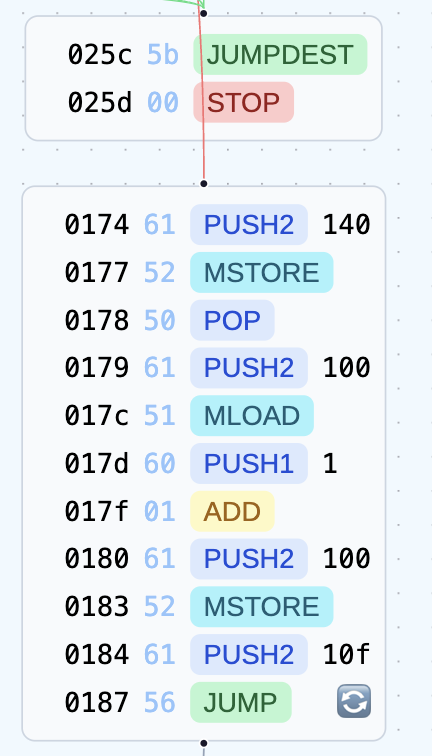 025c 5b JUMPDEST
025d 00 STOP
0174 61 PUSH2 140
0177 52 MSTORE
0178 50 POP
0179 61 PUSH2 100
017c 51 MLOAD
017d 60 PUSH1 1
017f 01 ADD
0180 61 PUSH2 100
0183 52 MSTORE
0184 61 PUSH2 10f
0187 56 JUMP